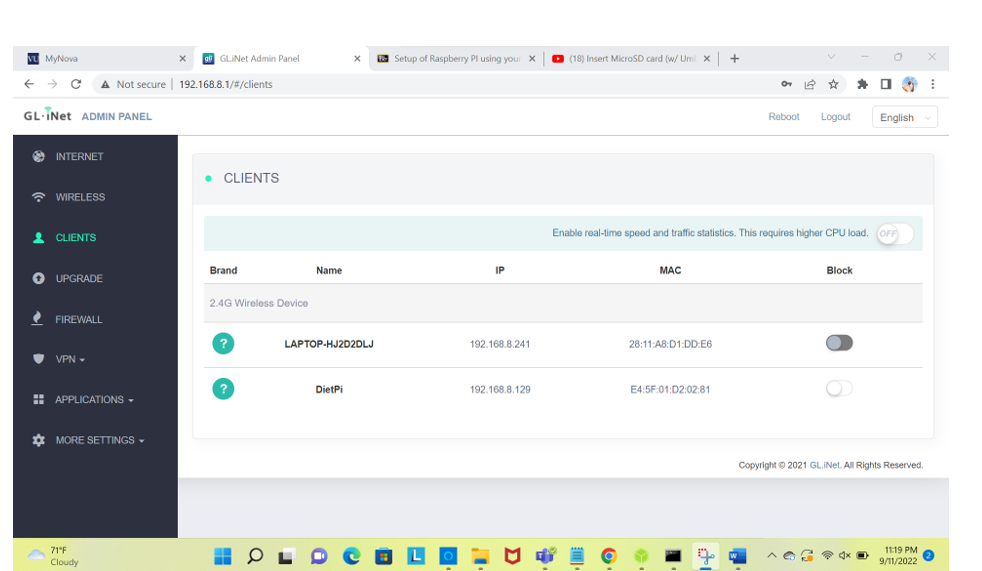 VU MyNova
GL.iNet Admin Panel
Setup of Raspberry PI using your
(18) Insert MicroSD card (w/ Umi
Not secure | 192.168.8.1/#/clients
GL·iNet ADMIN PANEL
Reboot
Logout
English
INTERNET
WIRELESS
CLIENTS
UPGRADE
FIREWALL
VPN
APPLICATIONS
MORE SETTINGS
CLIENTS
Enable real-time speed and traffic statistics. This requires higher CPU load. OFF
Brand Name IP MAC Block
2.4G Wireless Device
? LAPTOP-HJ2D2DLJ 192.168.8.241 28:11:A8:D1:DD:E6
? DietPi 192.168.8.129 E4:5F:01:D2:02:81
Copyright © 2021 GL.iNet. All Rights Reserved.
71°F
Cloudy
L
11:19 PM
9/11/2022
2